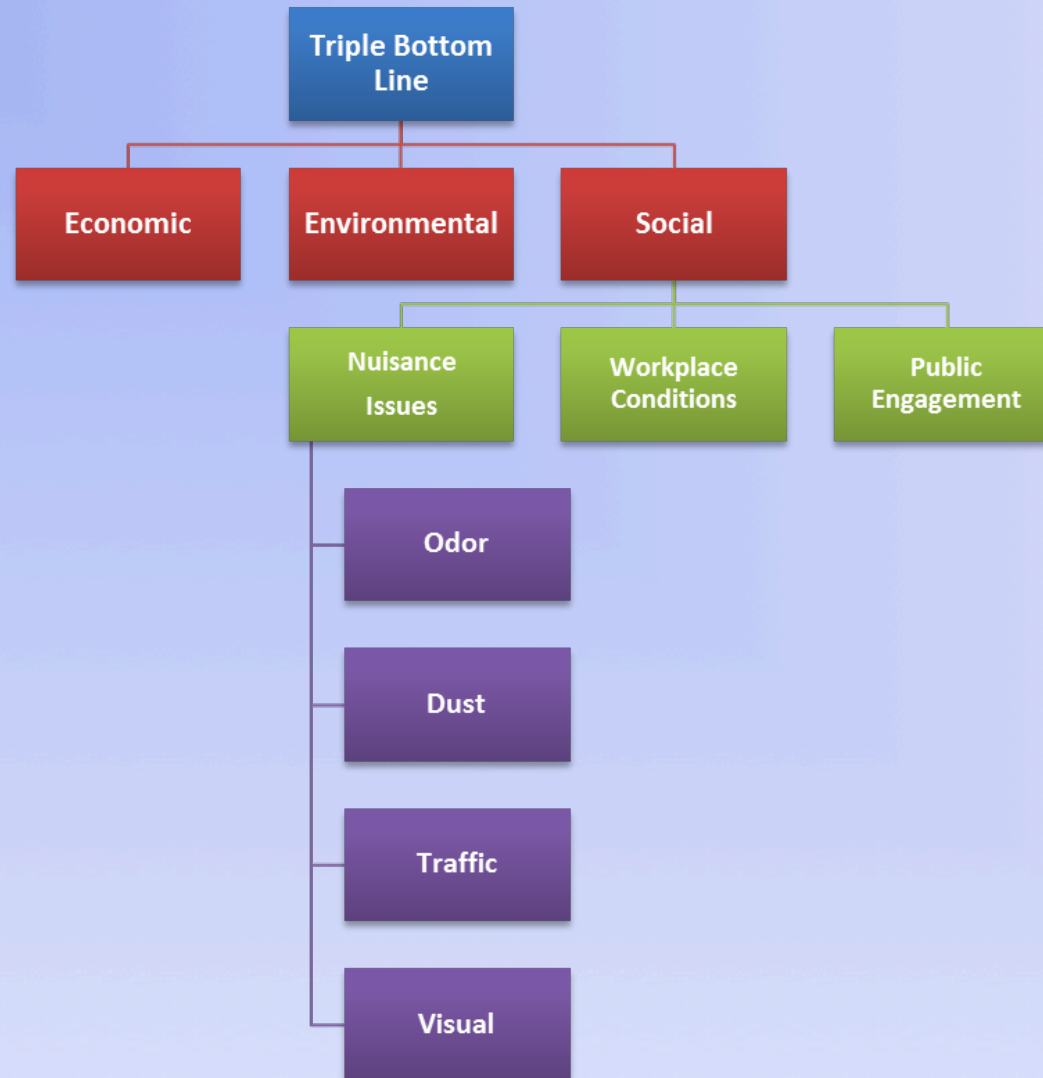 Triple Bottom
Line
Economic
Environmental
Social
Nuisance
Issues
Workplace
Conditions
Public
Engagement
Odor
Dust
Traffic
Visual